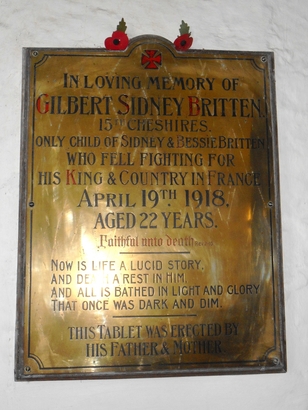 IN LOVING MEMORY OF
GILBERT SIDNEY BRITTEN
15TH CHESHIRES.
ONLY CHILD OF SIDNEY & BESSIE BRITTEN
WHO FELL FIGHTING FOR
HIS KING & COUNTRY IN FRANCE
APRIL 19TH 1918.
AGED 22 YEARS.
Faithful unto death.....
NOW IS LIFE A LUCID STORY,
AND DEATH A REST IN HIM,
AND ALL IS BATHED IN LIGHT AND GLORY
THAT ONCE WAS DARK AND DIM.
THIS TABLET WAS ERECTED BY
HIS FATHER & MOTHER.